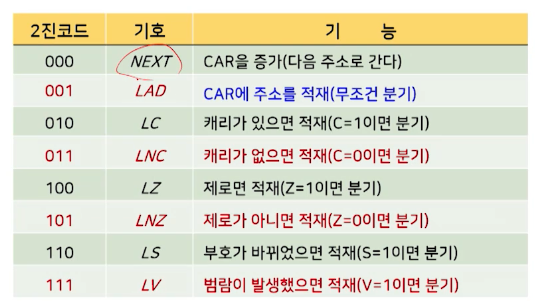 2진코드 기호 기 능
000 NEXT CAR을 증가(다음 주소로 간다)
001 LAD CAR에 주소를 적재(무조건 분기)
010 LC 캐리가 있으면 적재(C=1이면 분기)
011 LNC 캐리가 없으면 적재(C=0이면 분기)
100 LZ 제로면 적재(Z=1이면 분기)
101 LNZ 제로가 아니면 적재(Z=0이면 분기)
110 LS 부호가 바뀌었으면 적재(S=1이면 분기)
111 LV 범람이 발생했으면 적재(V=1이면 분기)